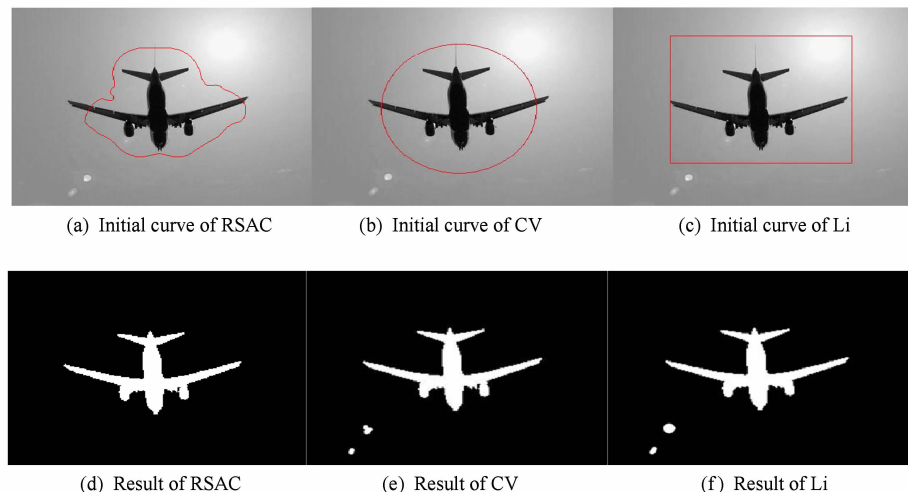 (a) Initial curve of RSAC
(b) Initial curve of CV
(c) Initial curve of Li
(d) Result of RSAC
(e) Result of CV
(f) Result of Li